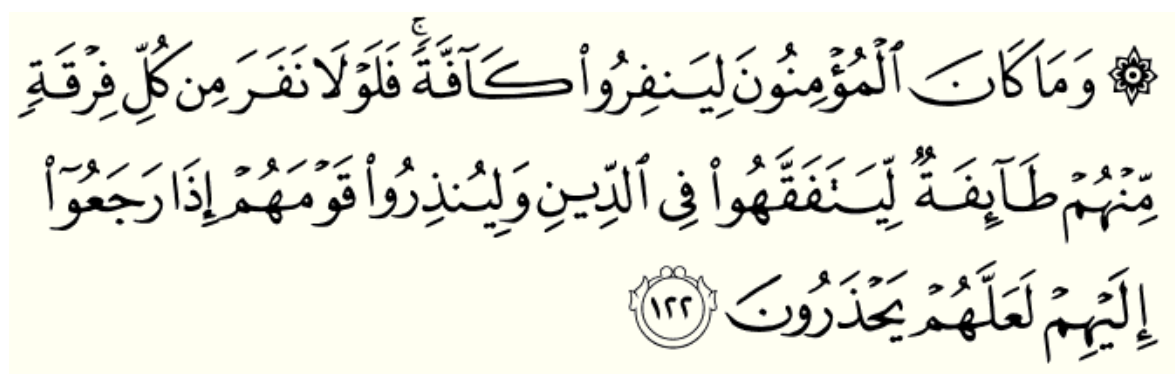 ۞ وَمَا كَانَ ٱلْمُؤْمِنُونَ لِيَنفِرُوا۟ كَآفَّةً ۚ فَلَوْلَا نَفَرَ مِن كُلِّ فِرْقَةٍ
مِّنْهُمْ طَآئِفَةٌ لِّيَتَفَقَّهُوا۟ فِى ٱلدِّينِ وَلِيُنذِرُوا۟ قَوْمَهُمْ إِذَا رَجَعُوٓا۟
إِلَيْهِمْ لَعَلَّهُمْ يَحْذَرُونَ ١٢٢